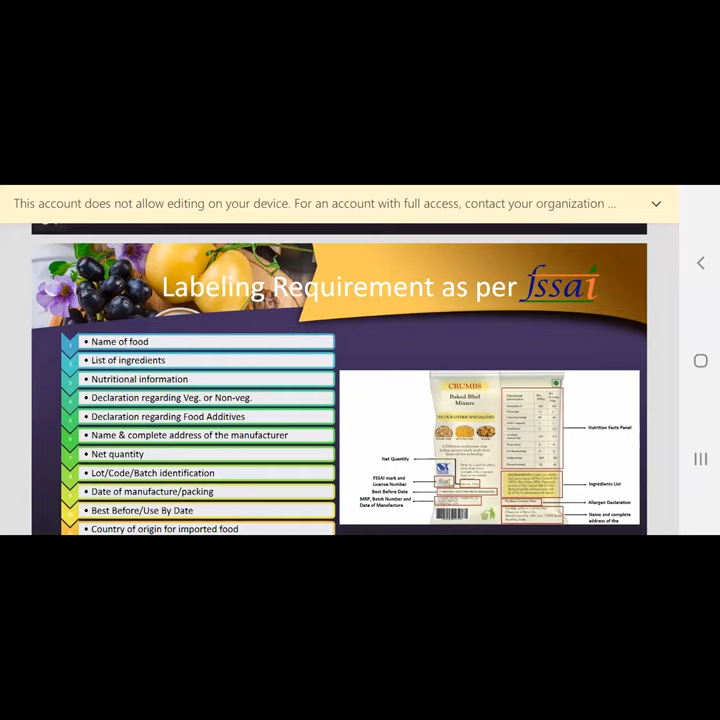 This account does not allow editing on your device. For an account with full access, contact your organization ...
Labeling Requirement as per fssai
• Name of food
• List of ingredients
• Nutritional information
• Declaration regarding Veg. or Non-veg.
• Declaration regarding Food Additives
• Name & complete address of the manufacturer
• Net quantity
• Lot/Code/Batch identification
• Date of manufacture/packing
• Best Before/Use By Date
• Country of origin for imported food
CRUMBS
Baked Bhel
Mixture
Net Quantity
FSSAI mark and
License Number
Best Before Date
MRP, Batch Number and
Date of Manufacture
Nutrition Facts Panel
Ingredients List
Allergen Declaration
Name and complete
address of the